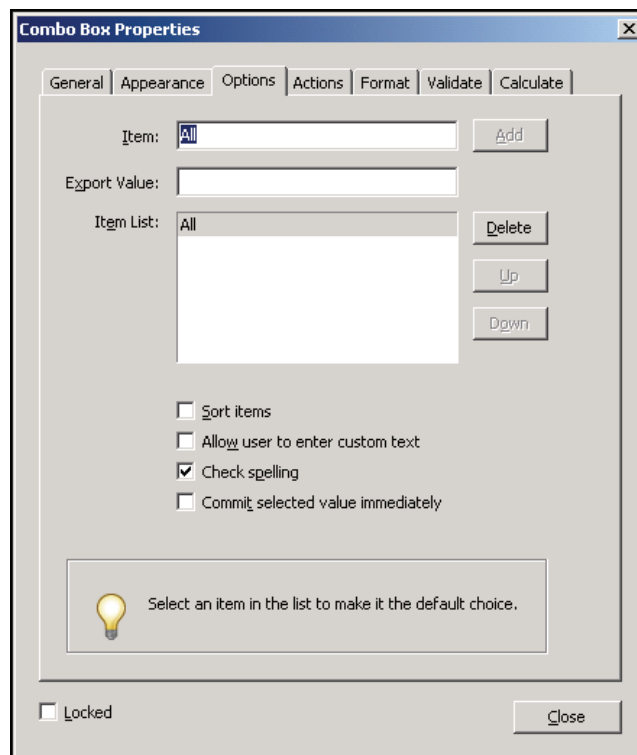 Combo Box Properties
General Appearance Options Actions Format Validate Calculate
Item: All Add
Export Value:
Item List: All Delete
Up
Down
Sort items
Allow user to enter custom text
Check spelling
Commit selected value immediately
Select an item in the list to make it the default choice.
Locked Close